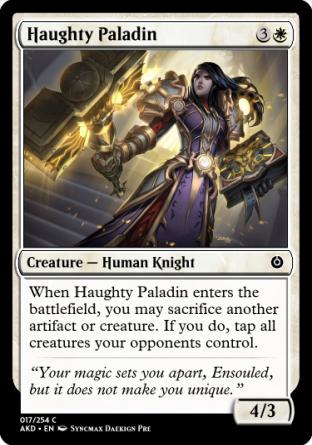 Haughty Paladin 3
Creature — Human Knight
When Haughty Paladin enters the
battlefield, you may sacrifice another
artifact or creature. If you do, tap all
creatures your opponents control.
“Your magic sets you apart, Ensouled,
but it does not make you unique.”
4/3
017/254 C
AKD • EN Syncmax Daekign Pre